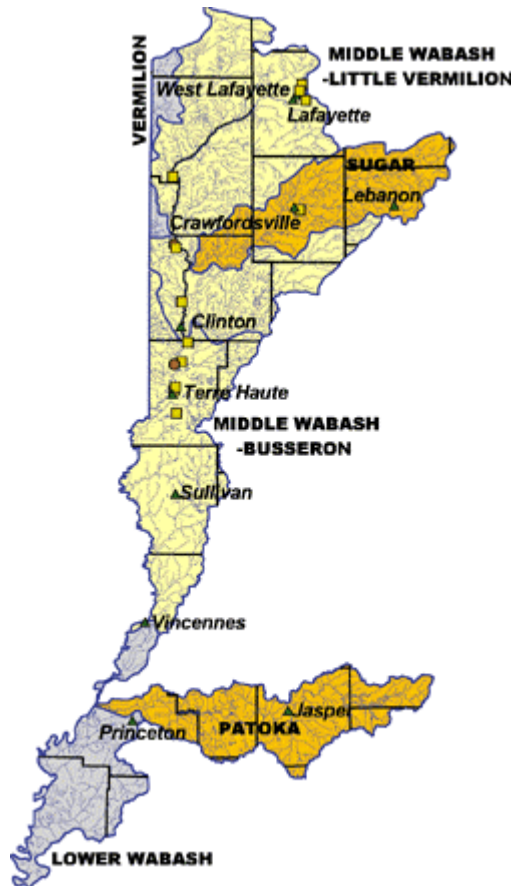 MIDDLE WABASH
-LITTLE VERMILION
VERMILION
West Lafayette
Lafayette
SUGAR
Lebanon
Crawfordsville
Clinton
Terre Haute
MIDDLE WABASH
-BUSSERON
Sullivan
Vincennes
Jasper
Princeton
PATOKA
LOWER WABASH